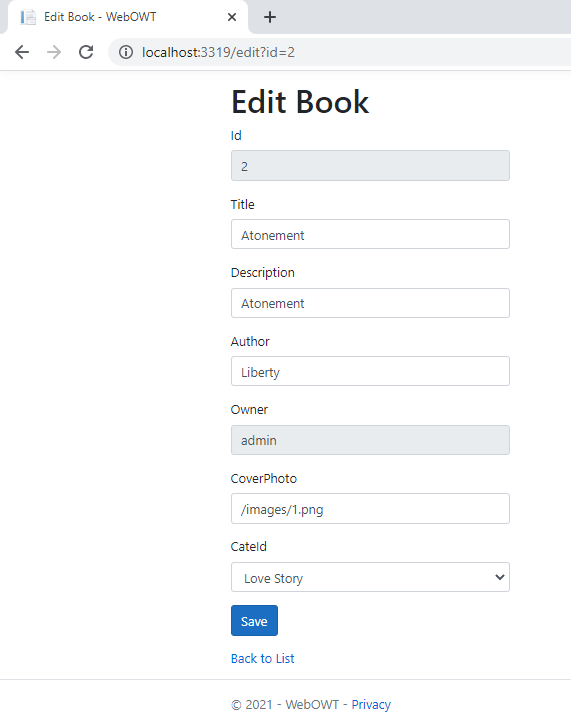 Edit Book - WebOWT
localhost:3319/edit?id=2
Edit Book
Id
2
Title
Atonement
Description
Atonement
Author
Liberty
Owner
admin
CoverPhoto
/images/1.png
CateId
Love Story
Save
Back to List
© 2021 - WebOWT - Privacy